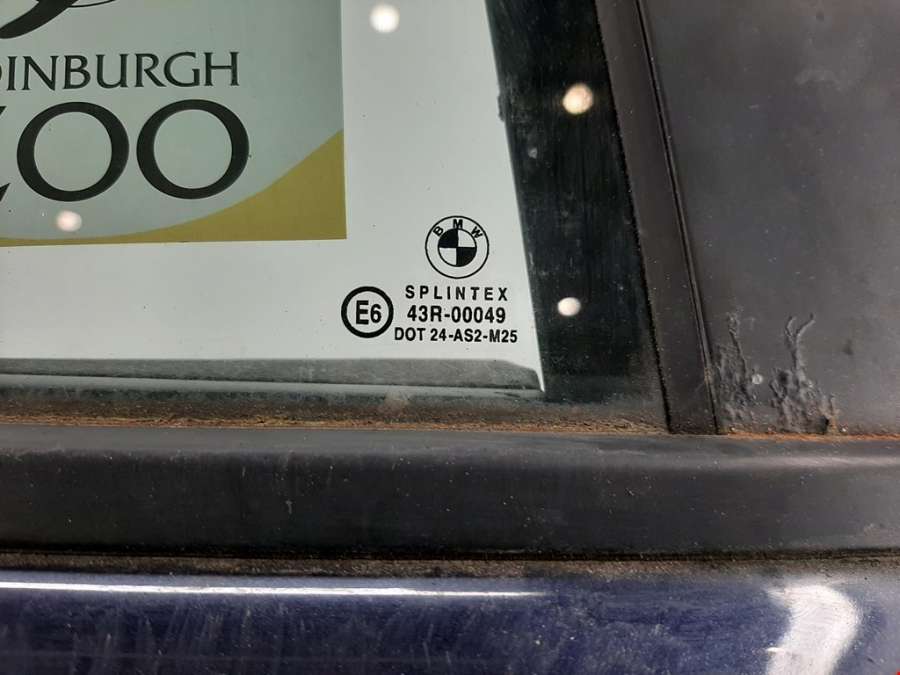 DINBURGH
ZOO
BMW
SPLINTEX
E6
43R-00049
DOT 24-AS2-M25